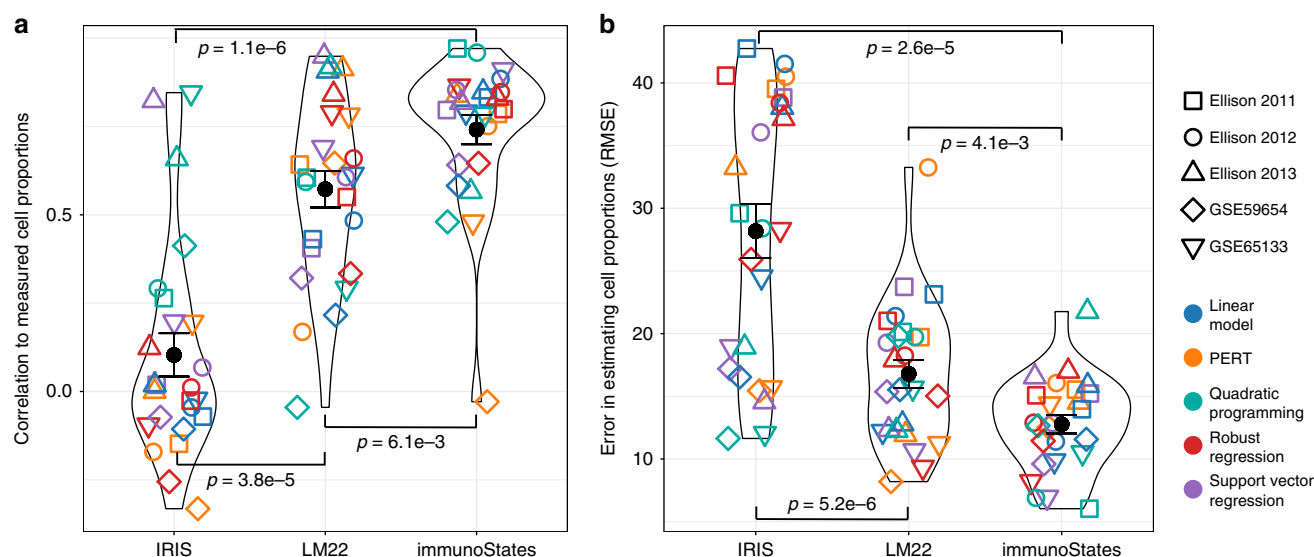 a
Correlation to measured cell proportions
0.5
0.0
p = 1.1e–6
p = 6.1e–3
p = 3.8e–5
IRIS
LM22
immunoStates
b
Error in estimating cell proportions (RMSE)
40
30
20
10
p = 2.6e–5
p = 4.1e–3
p = 5.2e–6
IRIS
LM22
immunoStates
Ellison 2011
Ellison 2012
Ellison 2013
GSE59654
GSE65133
Linear
model
PERT
Quadratic
programming
Robust
regression
Support vector
regression